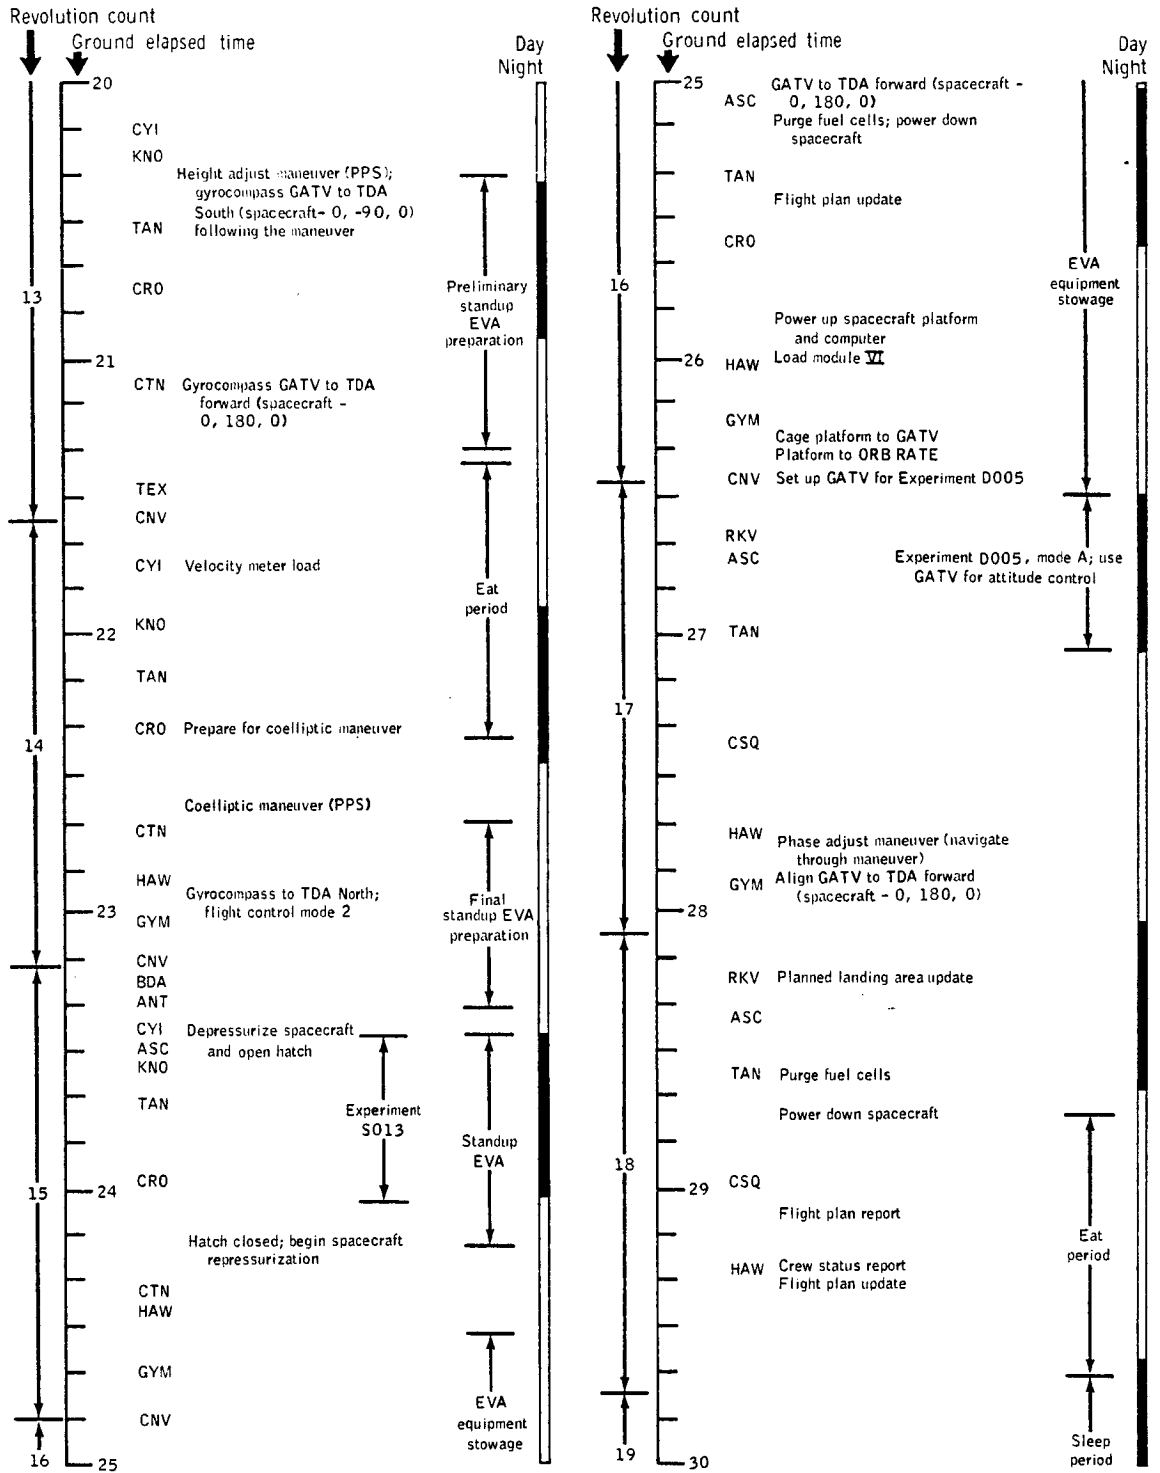 Revolution count
Ground elapsed time
Day
Night
20
CYI
KNO
Height adjust maneuver (PPS);
gyrocompass GATV to TDA
South (spacecraft- 0, -90, 0)
TAN
following the maneuver
CRO
13
Preliminary
standup
EVA
preparation
21
CTN Gyrocompass GATV to TDA
forward (spacecraft -
0, 180, 0)
TEX
CNV
CYI Velocity meter load
Eat
period
22
KNO
TAN
CRO Prepare for coelliptic maneuver
14
Coelliptic maneuver (PPS)
CTN
HAW
Gyrocompass to TDA North;
flight control mode 2
23
GYM
Final
standup EVA
preparation
CNV
BDA
ANT
CYI Depressurize spacecraft
ASC and open hatch
KNO
TAN
Experiment
S013
Standup
EVA
CRO
15
24
Hatch closed; begin spacecraft
repressurization
CTN
HAW
GYM
CNV
EVA
equipment
stowage
16
25
Revolution count
Ground elapsed time
Day
Night
25
GATV to TDA forward (spacecraft -
ASC 0, 180, 0)
Purge fuel cells; power down
spacecraft
TAN
Flight plan update
CRO
EVA
equipment
stowage
16
Power up spacecraft platform
and computer
26
HAW Load module VI
GYM
Cage platform to GATV
Platform to ORB RATE
CNV Set up GATV for Experiment D005
RKV
ASC
Experiment D005, mode A; use
GATV for attitude control
27
TAN
17
CSQ
HAW Phase adjust maneuver (navigate
through maneuver)
GYM Align GATV to TDA forward
(spacecraft - 0, 180, 0)
28
RKV Planned landing area update
ASC
TAN Purge fuel cells
Power down spacecraft
18
29
CSQ
Flight plan report
Eat
period
HAW Crew status report
Flight plan update
19
Sleep
period
30